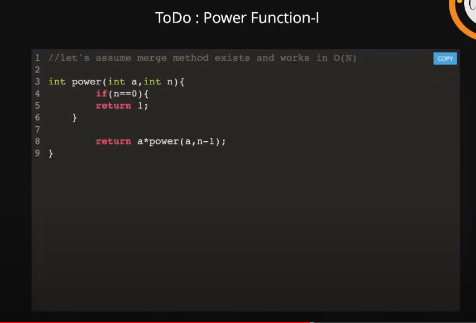 ToDo : Power Function-I
COPY
1 //let's assume merge method exists and works in O(N)
2
3 int power(int a,int n){
4 if(n==0){
5 return 1;
6 }
7
8 return a*power(a,n-1);
9 }